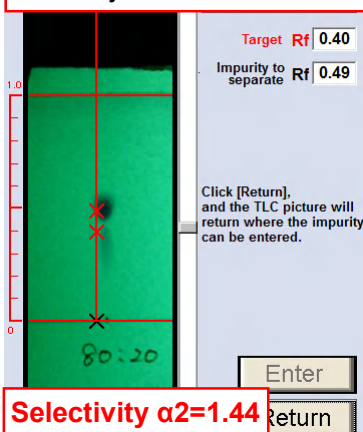 Target Rf 0.40
Impurity to
separate Rf 0.49
1.0
Click [Return],
and the TLC picture will
return where the impurity
can be entered.
0
80:20
Enter
Selectivity α2=1.44
Return